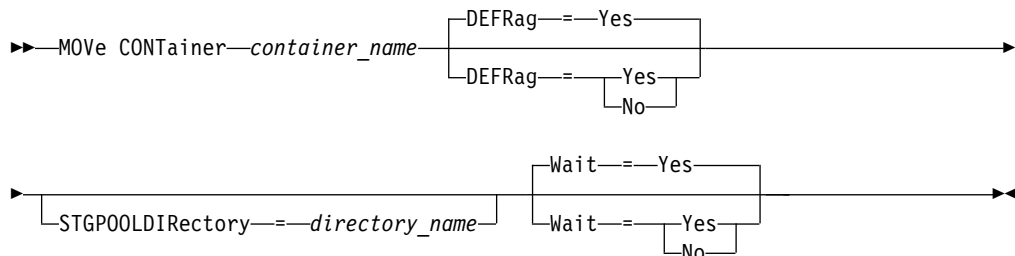 DEFRag = Yes
MOVe CONTainer container_name
DEFRag = Yes
No
Wait = Yes
STGPOOLDIRectory = directory_name
Wait = Yes
No